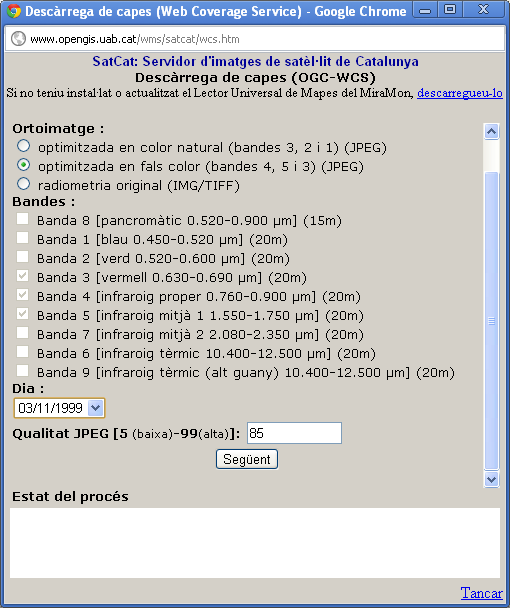 Descàrrega de capes (Web Coverage Service) - Google Chrome
www.opengis.uab.cat/wms/satcat/wcs.htm
SatCat: Servidor d'imatges de satèl·lit de Catalunya
Descàrrega de capes (OGC-WCS)
Si no teniu instal·lat o actualitzat el Lector Universal de Mapes del MiraMon, descarregueu-lo
Ortoimatge :
optimitzada en color natural (bandes 3, 2 i 1) (JPEG)
optimitzada en fals color (bandes 4, 5 i 3) (JPEG)
radiometria original (IMG/TIFF)
Bandes :
Banda 8 [pancromàtic 0.520-0.900 µm] (15m)
Banda 1 [blau 0.450-0.520 µm] (20m)
Banda 2 [verd 0.520-0.600 µm] (20m)
Banda 3 [vermell 0.630-0.690 µm] (20m)
Banda 4 [infraroig proper 0.760-0.900 µm] (20m)
Banda 5 [infraroig mitjà 1 1.550-1.750 µm] (20m)
Banda 7 [infraroig mitjà 2 2.080-2.350 µm] (20m)
Banda 6 [infraroig tèrmic 10.400-12.500 µm] (20m)
Banda 9 [infraroig tèrmic (alt guany) 10.400-12.500 µm] (20m)
Dia :
03/11/1999
Qualitat JPEG [5 (baixa)-99(alta)]: 85
Següent
Estat del procés
Tancar